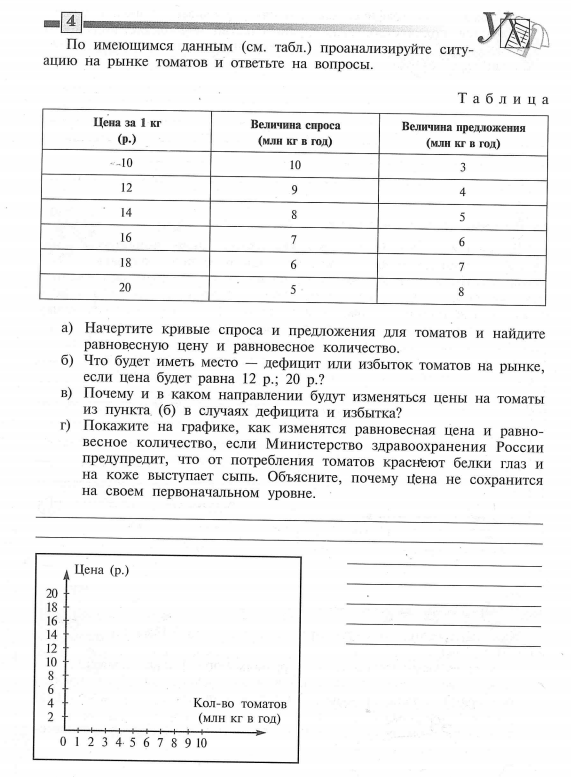 4
По имеющимся данным (см. табл.) проанализируйте ситу-
ацию на рынке томатов и ответьте на вопросы.
Таблица
Цена за 1 кг (р.) Величина спроса (млн кг в год) Величина предложения (млн кг в год)
10 10 3
12 9 4
14 8 5
16 7 6
18 6 7
20 5 8
а) Начертите кривые спроса и предложения для томатов и найдите
равновесную цену и равновесное количество.
б) Что будет иметь место — дефицит или избыток томатов на рынке,
если цена будет равна 12 р.; 20 р.?
в) Почему и в каком направлении будут изменяться цены на томаты
из пункта (б) в случаях дефицита и избытка?
г) Покажите на графике, как изменятся равновесная цена и равно-
весное количество, если Министерство здравоохранения России
предупредит, что от потребления томатов краснеют белки глаз и
на коже выступает сыпь. Объясните, почему цена не сохранится
на своем первоначальном уровне.
Цена (р.)
20
18
16
14
12
10
8
6
4
2
Кол-во томатов
(млн кг в год)
0 1 2 3 4 5 6 7 8 9 10